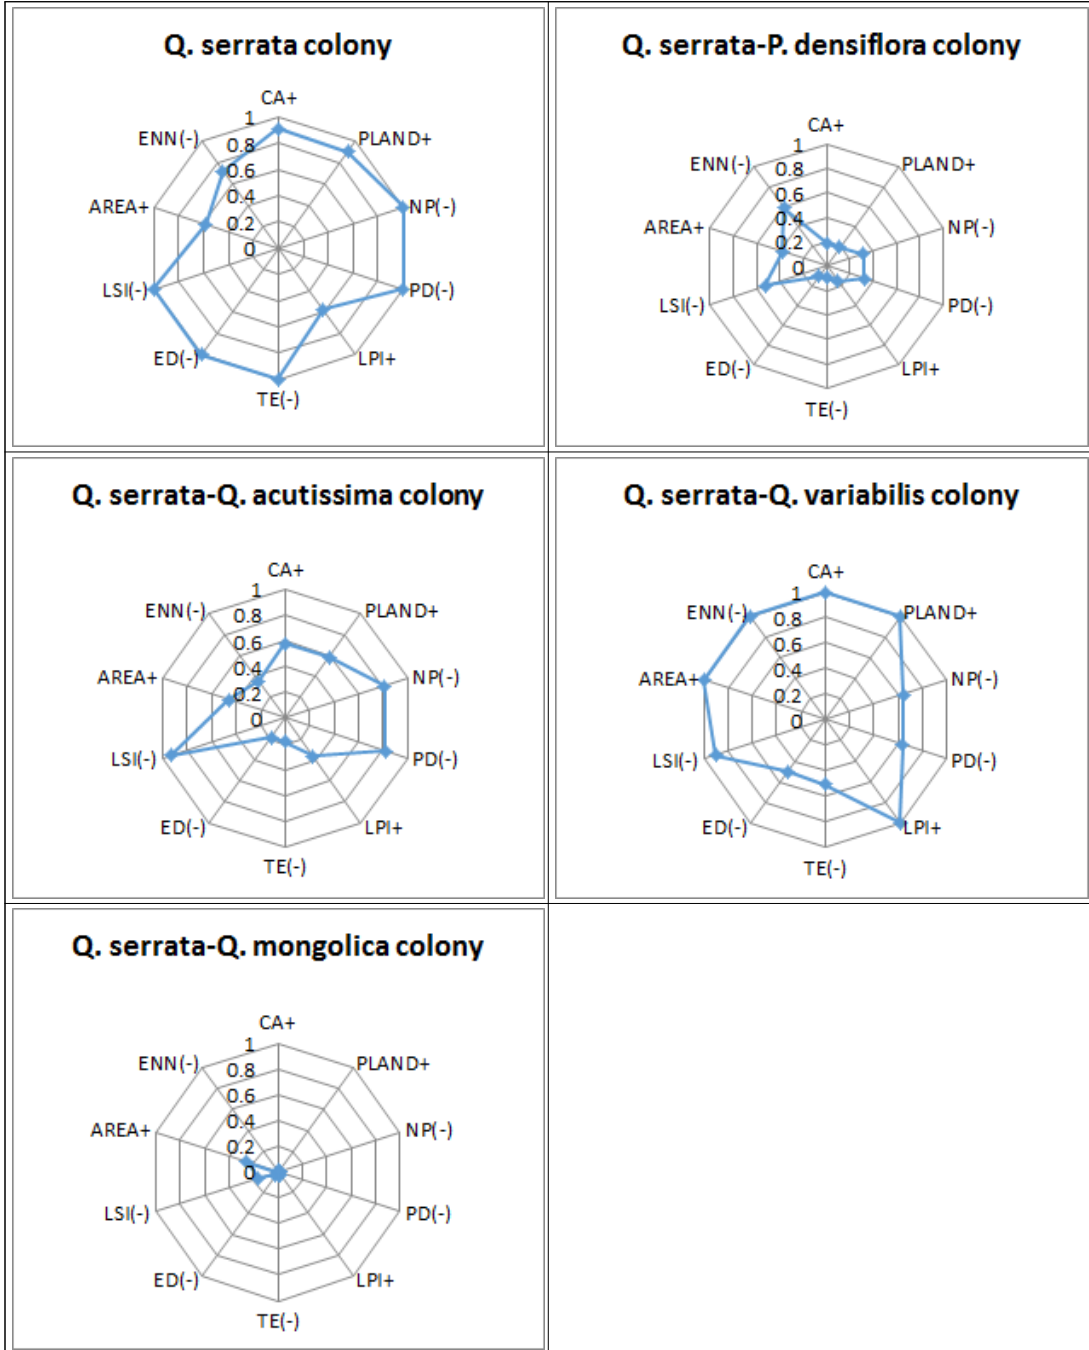 Q. serrata colony
CA+
1
ENN(-)
0.8
PLAND+
0.6
0.4
AREA+
0.2
NP(-)
0
LSI(-)
PD(-)
ED(-)
LPI+
TE(-)
Q. serrata-P. densiflora colony
CA+
1
ENN(-)
0.8
PLAND+
0.6
0.4
AREA+
0.2
NP(-)
0
LSI(-)
PD(-)
ED(-)
LPI+
TE(-)
Q. serrata-Q. acutissima colony
CA+
1
ENN(-)
0.8
PLAND+
0.6
0.4
AREA+
0.2
NP(-)
0
LSI(-)
PD(-)
ED(-)
LPI+
TE(-)
Q. serrata-Q. variabilis colony
CA+
1
ENN(-)
0.8
PLAND+
0.6
0.4
AREA+
0.2
NP(-)
0
LSI(-)
PD(-)
ED(-)
LPI+
TE(-)
Q. serrata-Q. mongolica colony
CA+
1
ENN(-)
0.8
PLAND+
0.6
0.4
AREA+
0.2
NP(-)
0
LSI(-)
PD(-)
ED(-)
LPI+
TE(-)